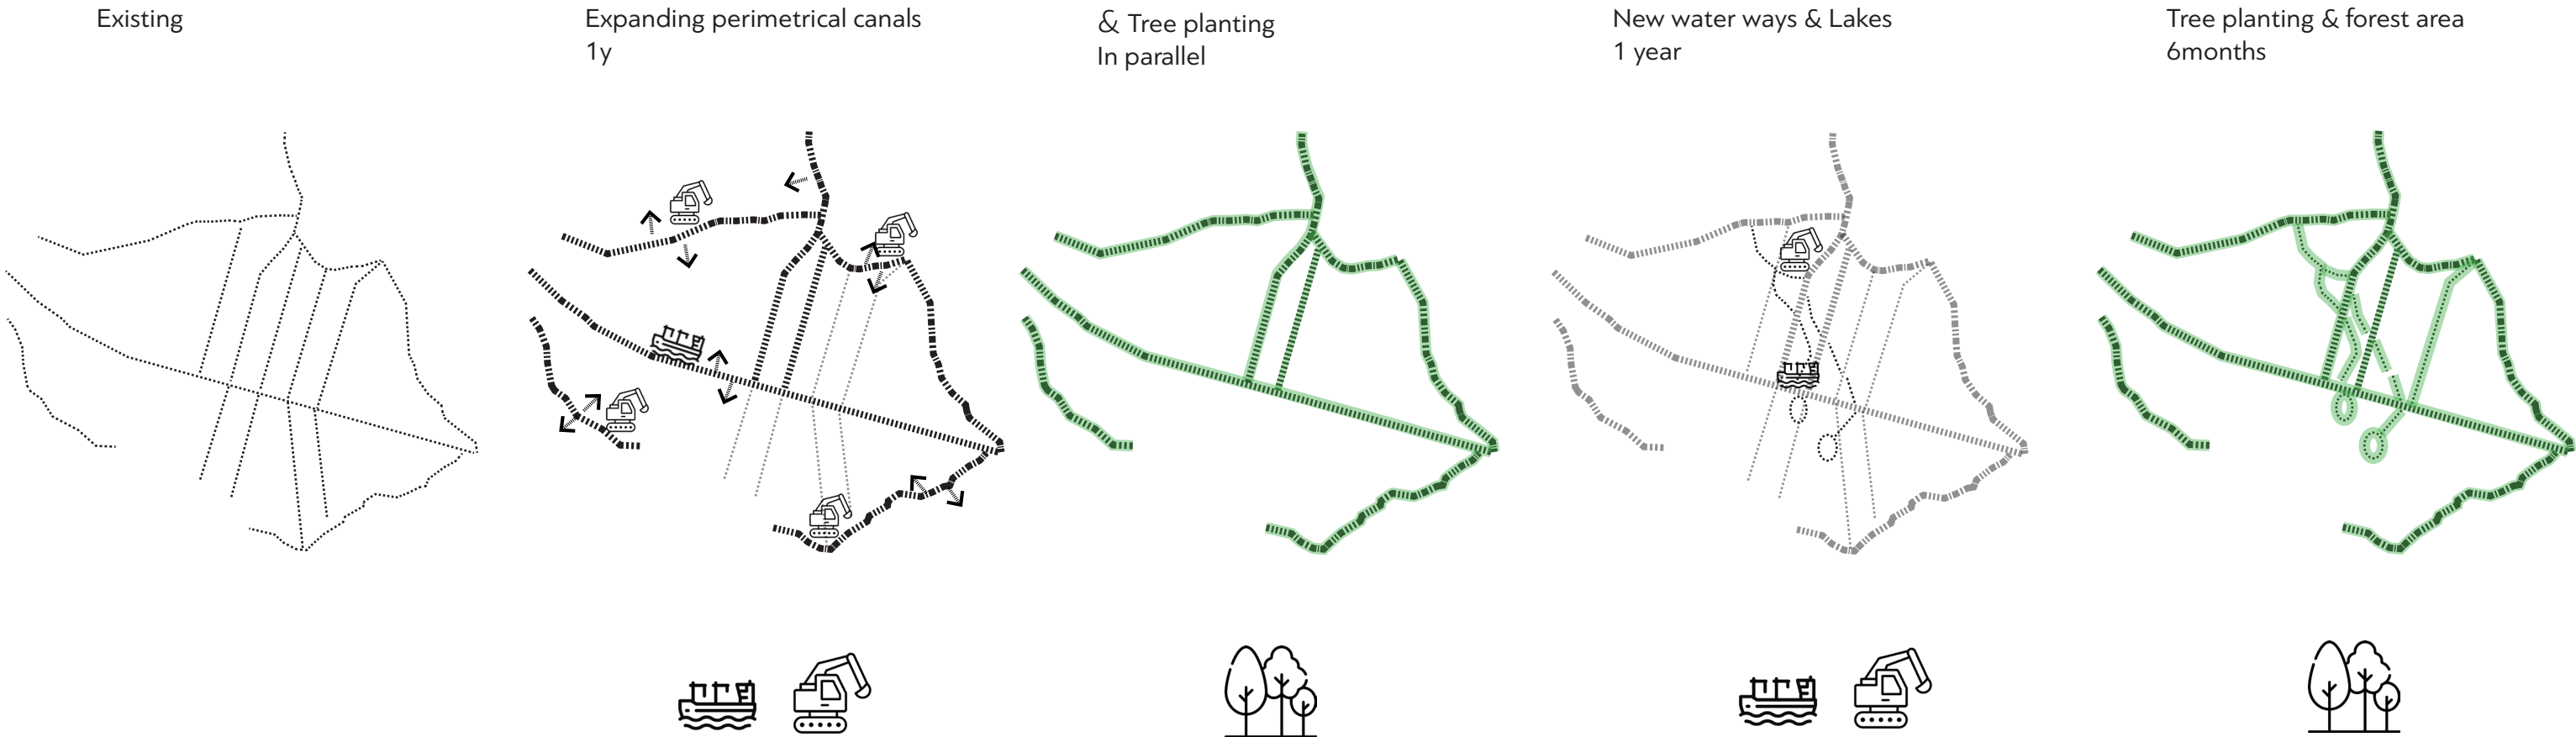 Existing
Expanding perimetrical canals
1y
& Tree planting
In parallel
New water ways & Lakes
1 year
Tree planting & forest area
6months